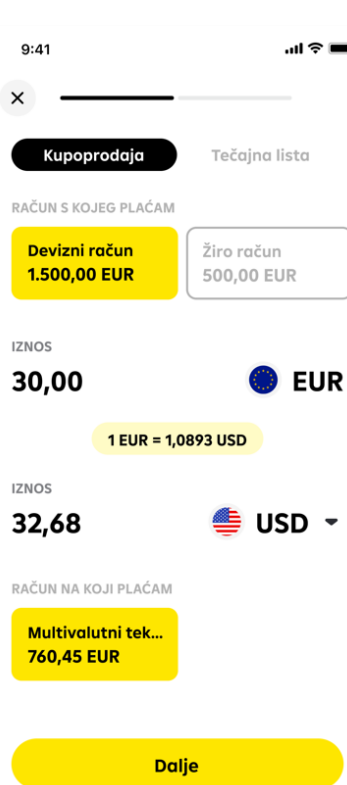 9:41
Kupoprodaja Tečajna lista
RAČUN S KOJEG PLAĆAM
Devizni račun
1.500,00 EUR
Žiro račun
500,00 EUR
IZNOS
30,00 EUR
1 EUR = 1,0893 USD
IZNOS
32,68 USD
RAČUN NA KOJI PLAĆAM
Multivalutni tek...
760,45 EUR
Dalje